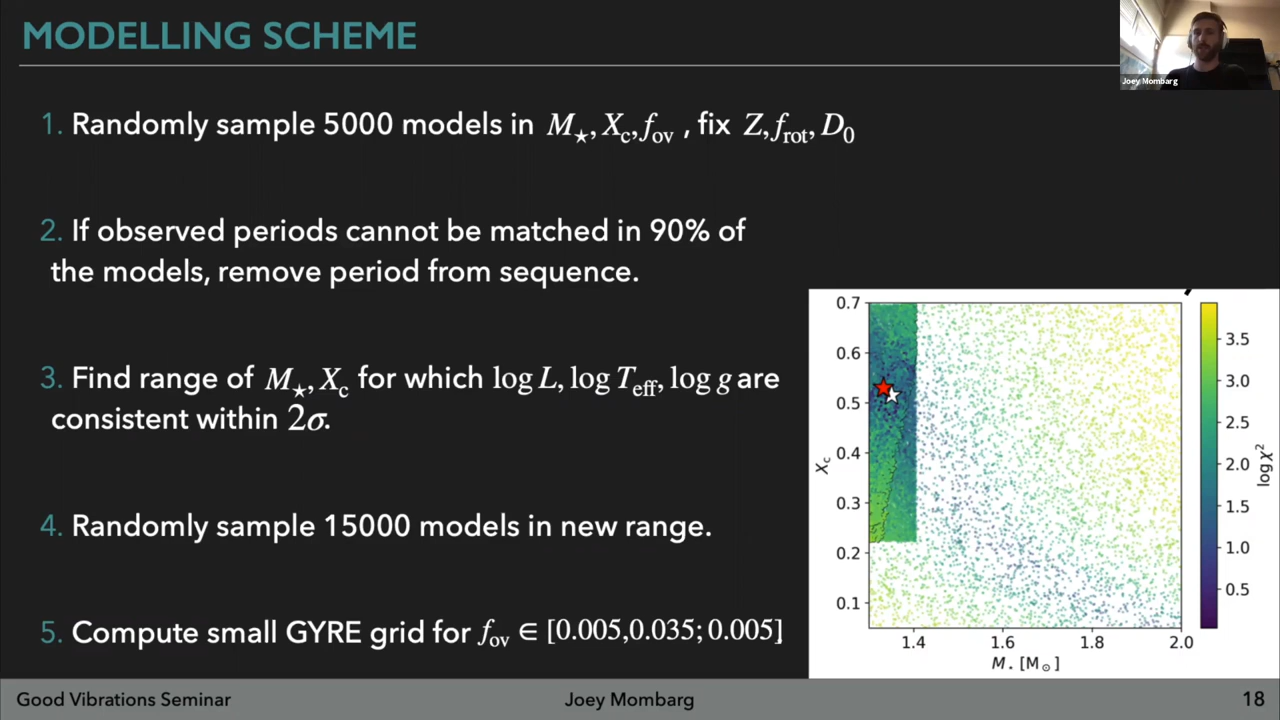 MODELLING SCHEME
Joey Mombarg
1. Randomly sample 5000 models in M⋆, Xc, fov , fix Z, frot, D0
2. If observed periods cannot be matched in 90% of
the models, remove period from sequence.
3. Find range of M⋆, Xc for which log L, log Teff, log g are
consistent within 2σ.
4. Randomly sample 15000 models in new range.
5. Compute small GYRE grid for fov ∈ [0.005,0.035; 0.005]
0.7
0.6
0.5
0.4
0.3
0.2
0.1
Xc
1.4 1.6 1.8 2.0
M⋆ [M⊙]
3.5
3.0
2.5
2.0
1.5
1.0
0.5
log χ²
Good Vibrations Seminar Joey Mombarg 18